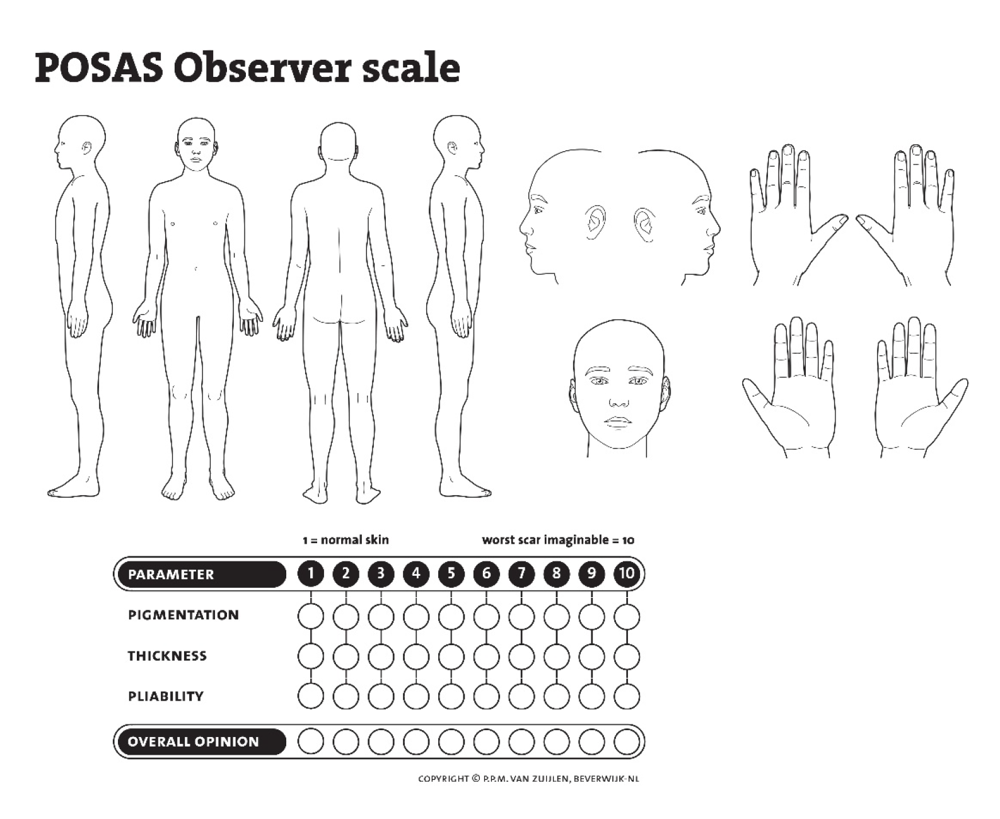 POSAS Observer scale
1 = normal skin worst scar imaginable = 10
PARAMETER 1 2 3 4 5 6 7 8 9 10
PIGMENTATION
THICKNESS
PLIABILITY
OVERALL OPINION
COPYRIGHT © P.P.M. VAN ZUIJLEN, BEVERWIJK-NL